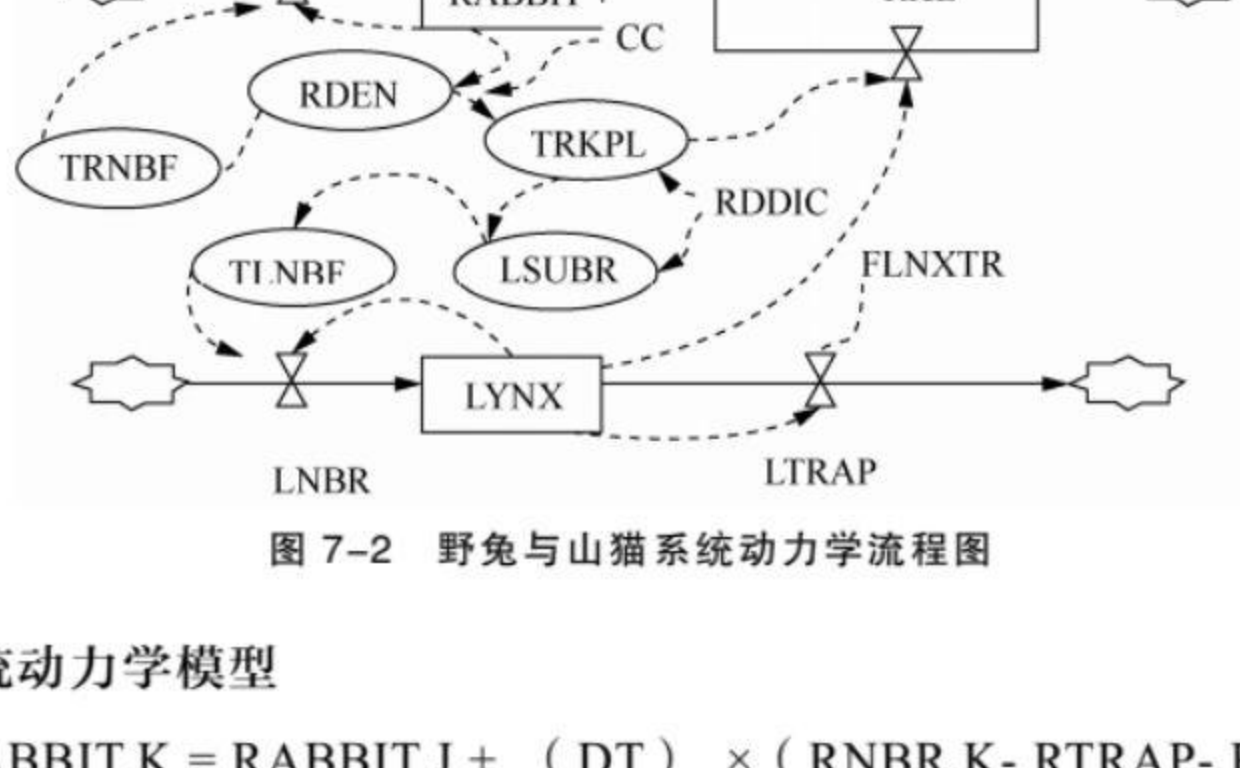 RABBIT
CC
RDEN
TRKPL
TRNBF
RDDIC
TLNBF
LSUBR
FLNXTR
LYNX
LNBR
LTRAP
图 7-2 野兔与山猫系统动力学流程图
动力学模型
BBIT K = RABBIT J + ( DT ) × ( RNBR K- RTRAP-